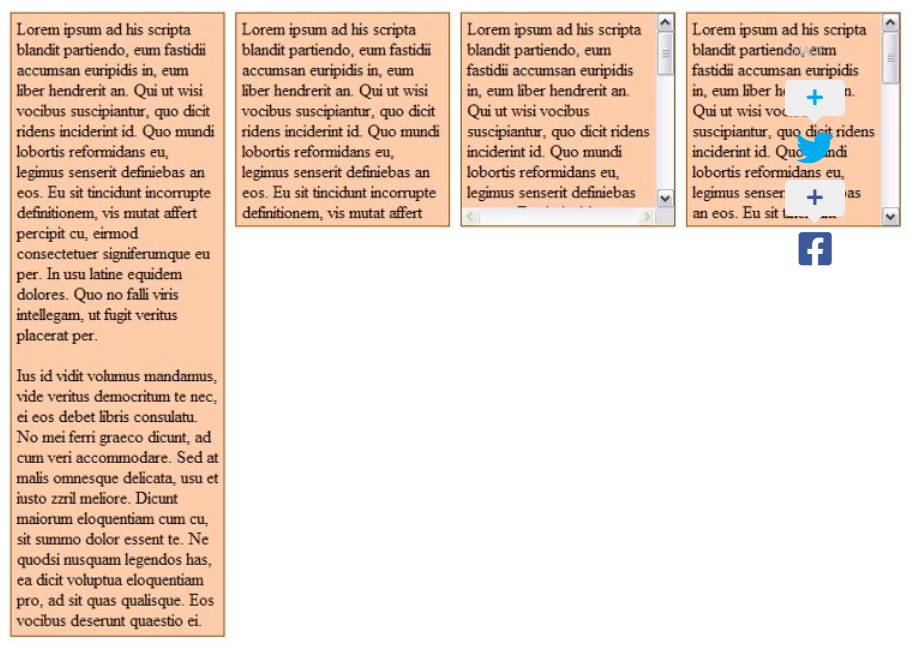 Lorem ipsum ad his scripta
blandit partiendo, eum fastidii
accumsan euripidis in, eum
liber hendrerit an. Qui ut wisi
vocibus suscipiantur, quo dicit
ridens inciderint id. Quo mundi
lobortis reformidans eu,
legimus senserit definiebas an
eos. Eu sit tincidunt incorrupte
definitionem, vis mutat affert
percipit cu, eirmod
consectetuer signiferumque eu
per. In usu latine equidem
dolores. Quo no falli viris
intellegam, ut fugit veritus
placerat per.
Ius id vidit volumus mandamus,
vide veritus democritum te nec,
ei eos debet libris consulatu.
No mei ferri graeco dicunt, ad
cum veri accommodare. Sed at
malis omnesque delicata, usu et
iusto zzril meliore. Dicunt
maiorum eloquentiam cum cu,
sit summo dolor essent te. Ne
quodsi nusquam legendos has,
ea dicit voluptua eloquentiam
pro, ad sit quas qualisque. Eos
vocibus deserunt quaestio ei.
Lorem ipsum ad his scripta
blandit partiendo, eum fastidii
accumsan euripidis in, eum
liber hendrerit an. Qui ut wisi
vocibus suscipiantur, quo dicit
ridens inciderint id. Quo mundi
lobortis reformidans eu,
legimus senserit definiebas an
eos. Eu sit tincidunt incorrupte
definitionem, vis mutat affert
Lorem ipsum ad his scripta
blandit partiendo, eum
fastidii accumsan euripidis
in, eum liber hendrerit an.
Qui ut wisi vocibus
suscipiantur, quo dicit ridens
inciderint id. Quo mundi
lobortis reformidans eu,
legimus senserit definiebas
Lorem ipsum ad his scripta
blandit partiendo, eum
fastidii accumsan euripidis
in, eum liber
Qui ut wisi
suscipiantur, quo dicit ridens
inciderint id. mundi
lobortis reformidans eu,
legimus
an eos. Eu sit